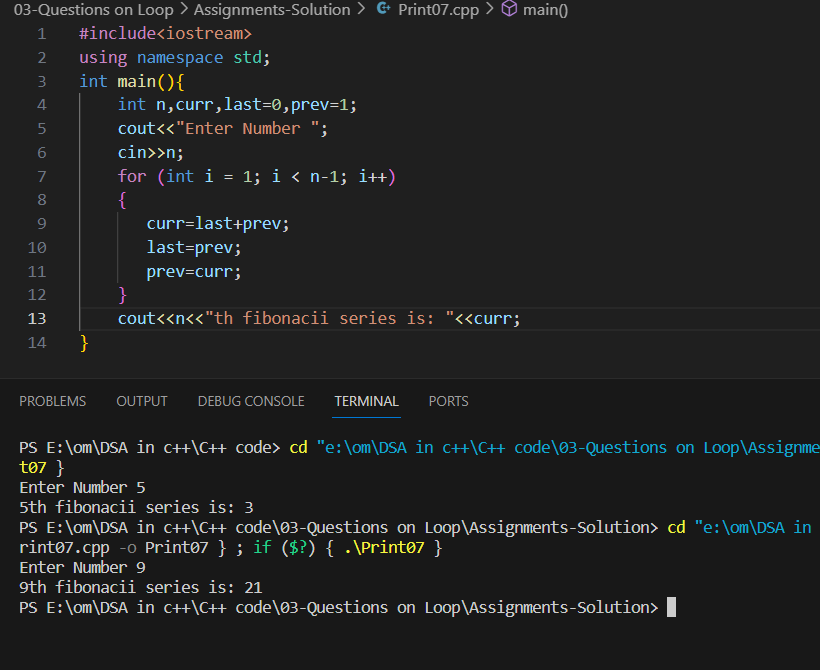 03-Questions on Loop > Assignments-Solution > Print07.cpp > main()
1 #include<iostream>
2 using namespace std;
3 int main(){
4 int n,curr,last=0,prev=1;
5 cout<<"Enter Number ";
6 cin>>n;
7 for (int i = 1; i < n-1; i++)
8 {
9 curr=last+prev;
10 last=prev;
11 prev=curr;
12 }
13 cout<<n<<"th fibonacii series is: "<<curr;
14 }
PROBLEMS OUTPUT DEBUG CONSOLE TERMINAL PORTS
PS E:\om\DSA in c++\C++ code> cd "e:\om\DSA in c++\C++ code\03-Questions on Loop\Assignme
t07 }
Enter Number 5
5th fibonacii series is: 3
PS E:\om\DSA in c++\C++ code\03-Questions on Loop\Assignments-Solution> cd "e:\om\DSA in
rint07.cpp -o Print07 } ; if ($?) { .\Print07 }
Enter Number 9
9th fibonacii series is: 21
PS E:\om\DSA in c++\C++ code\03-Questions on Loop\Assignments-Solution>